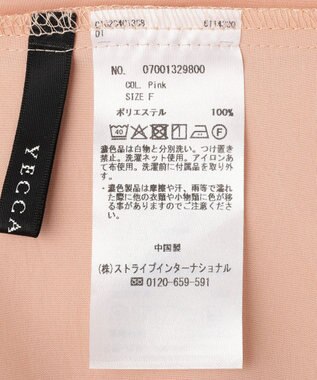 NO. 07001329800
COL. Pink
SIZE F
ポリエステル 100%
40
F
濃色品は白物と分別洗い。つけ置き
禁止。洗濯ネット使用。アイロンあ
て布使用。洗濯前に付属品を取り外
す。
・濃色製品は摩擦や汗、雨等で濡れ
た際に他の衣類や小物類に色が移
る事がありますのでご注意くださ
い。
中国製
(株)ストライプインターナショナル
0120-659-591
YECCA